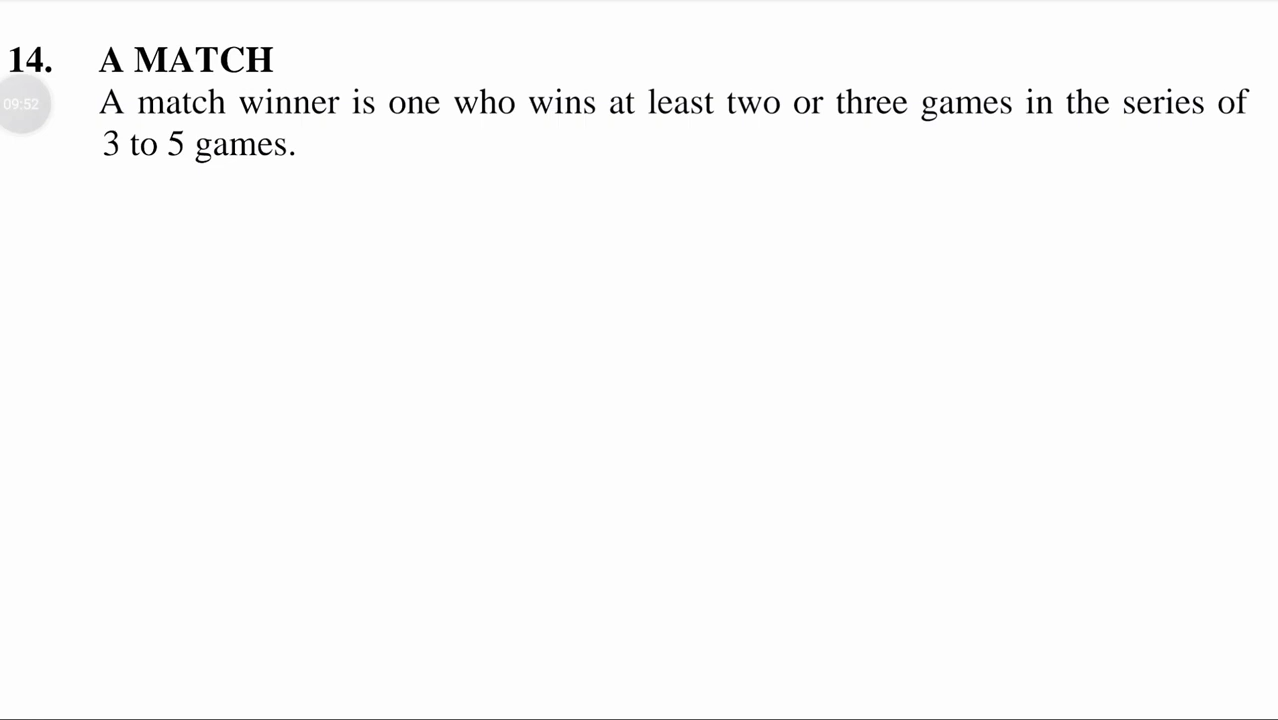 14. A MATCH
09:52
A match winner is one who wins at least two or three games in the series of
3 to 5 games.